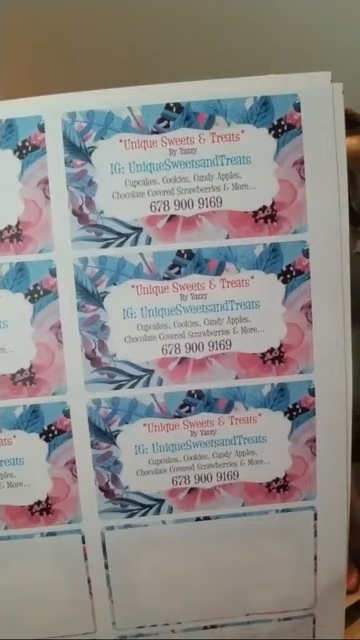 "Unique Sweets & Treats"
By Yazzy
IG: UniqueSweetsandTreats
Cupcakes, Cookies, Candy Apples,
Chocolate Covered Strawberries & More...
678 900 9169
"Unique Sweets & Treats"
By Yazzy
IG: UniqueSweetsandTreats
Cupcakes, Cookies, Candy Apples,
Chocolate Covered Strawberries & More...
678 900 9169
"Unique Sweets & Treats"
By Yazzy
IG: UniqueSweetsandTreats
Cupcakes, Cookies, Candy Apples,
Chocolate Covered Strawberries & More...
678 900 9169